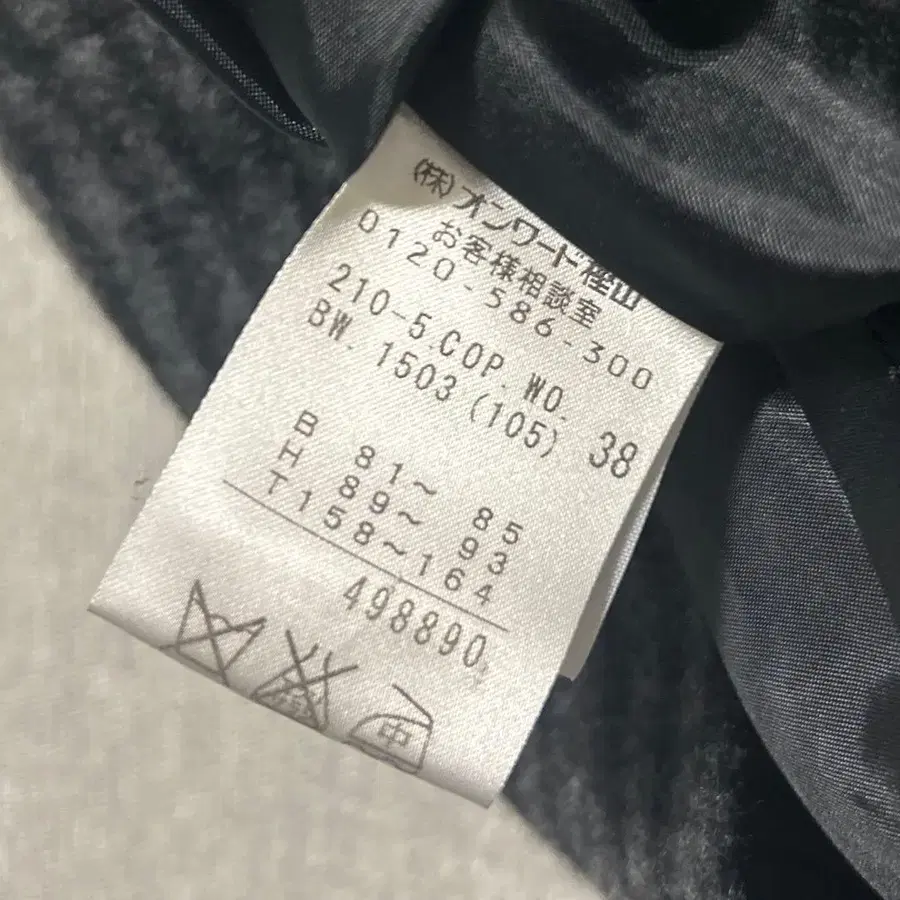 (株)オンワード樫山
お客様相談室
0120-586-300
210-5.COP.WO.
BW.1503(105) 38
B 81～ 85
H 89～ 93
T158～164
498890
中